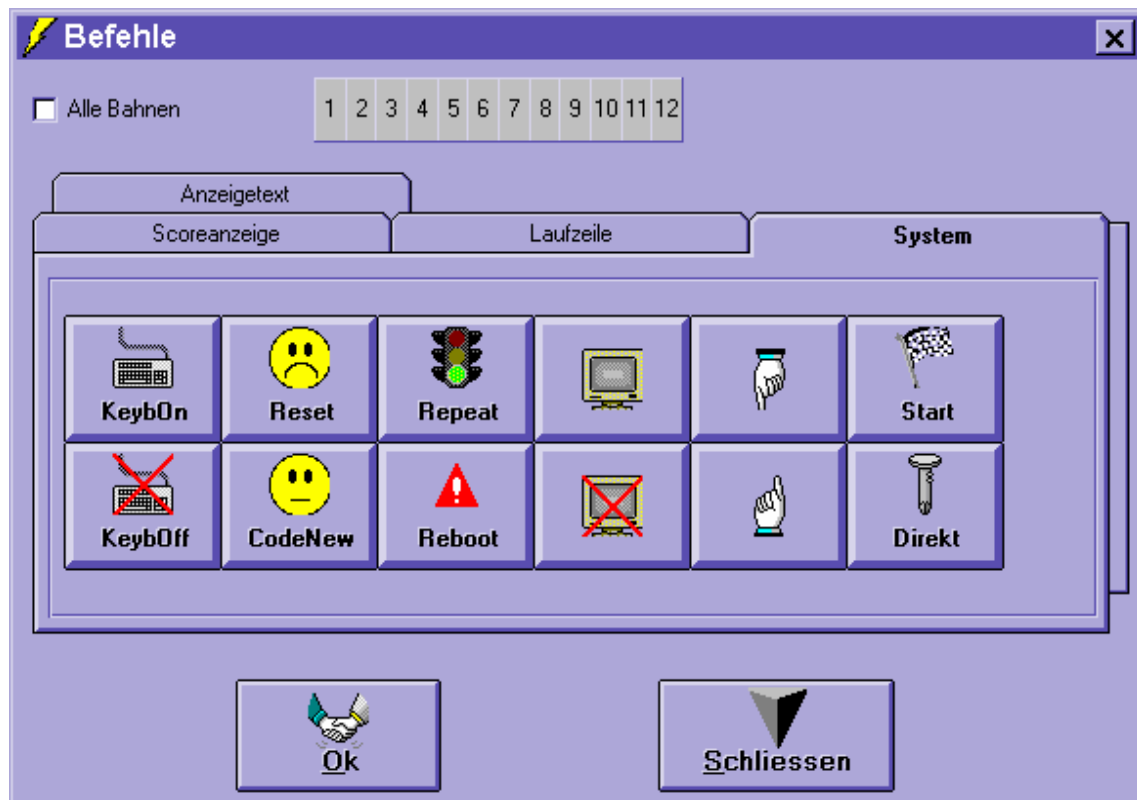 Befehle
Alle Bahnen
1 2 3 4 5 6 7 8 9 10 11 12
Anzeigetext
Scoreanzeige Laufzeile System
KeybOn Reset Repeat Start
KeybOff CodeNew Reboot Direkt
Ok Schliessen